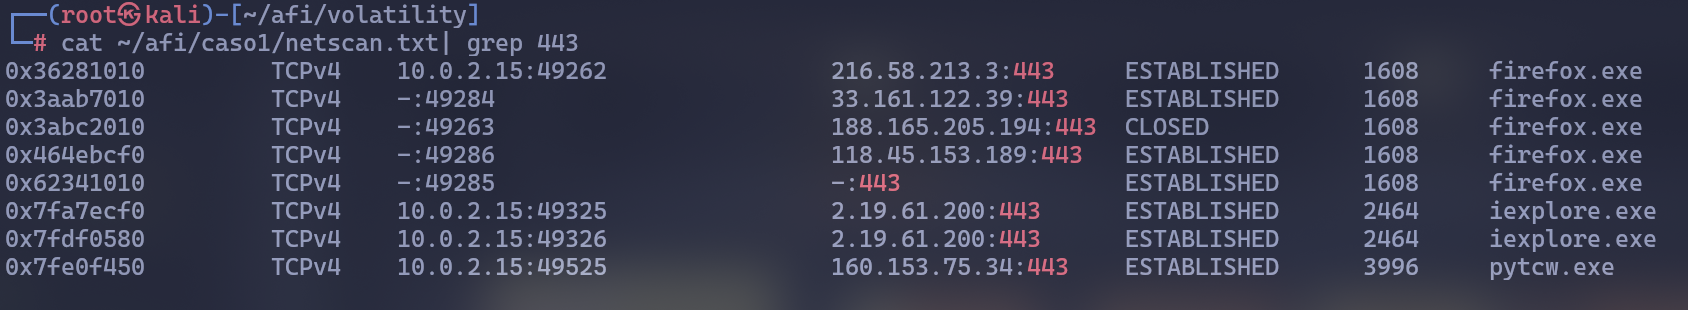 ┌──(root㉿kali)-[~/afi/volatility]
└─# cat ~/afi/caso1/netscan.txt| grep 443
0x36281010 TCPv4 10.0.2.15:49262 216.58.213.3:443 ESTABLISHED 1608 firefox.exe
0x3aab7010 TCPv4 -:49284 33.161.122.39:443 ESTABLISHED 1608 firefox.exe
0x3abc2010 TCPv4 -:49263 188.165.205.194:443 CLOSED 1608 firefox.exe
0x464ebcf0 TCPv4 -:49286 118.45.153.189:443 ESTABLISHED 1608 firefox.exe
0x62341010 TCPv4 -:49285 -:443 ESTABLISHED 1608 firefox.exe
0x7fa7ecf0 TCPv4 10.0.2.15:49325 2.19.61.200:443 ESTABLISHED 2464 iexplore.exe
0x7fdf0580 TCPv4 10.0.2.15:49326 2.19.61.200:443 ESTABLISHED 2464 iexplore.exe
0x7fe0f450 TCPv4 10.0.2.15:49525 160.153.75.34:443 ESTABLISHED 3996 pytcw.exe